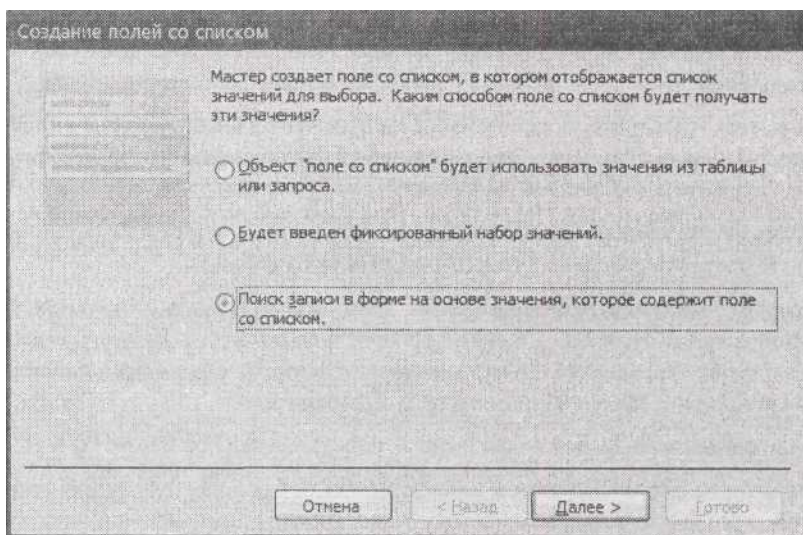 Создание полей со списком
Мастер создает поле со списком, в котором отображается список
значений для выбора. Каким способом поле со списком будет получать
эти значения?
Объект "поле со списком" будет использовать значения из таблицы
или запроса.
Будет введен фиксированный набор значений.
Поиск записи в форме на основе значения, которое содержит поле
со списком.
Отмена
< Назад
Далее >
Готово